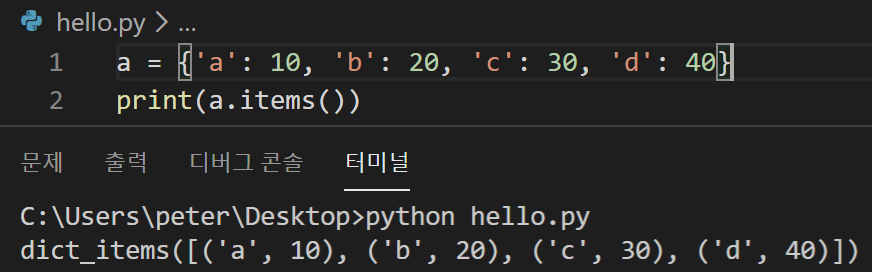 hello.py > ...
1 a = {'a': 10, 'b': 20, 'c': 30, 'd': 40}
2 print(a.items())
문제 출력 디버그 콘솔 터미널
C:\Users\peter\Desktop>python hello.py
dict_items([('a', 10), ('b', 20), ('c', 30), ('d', 40)])